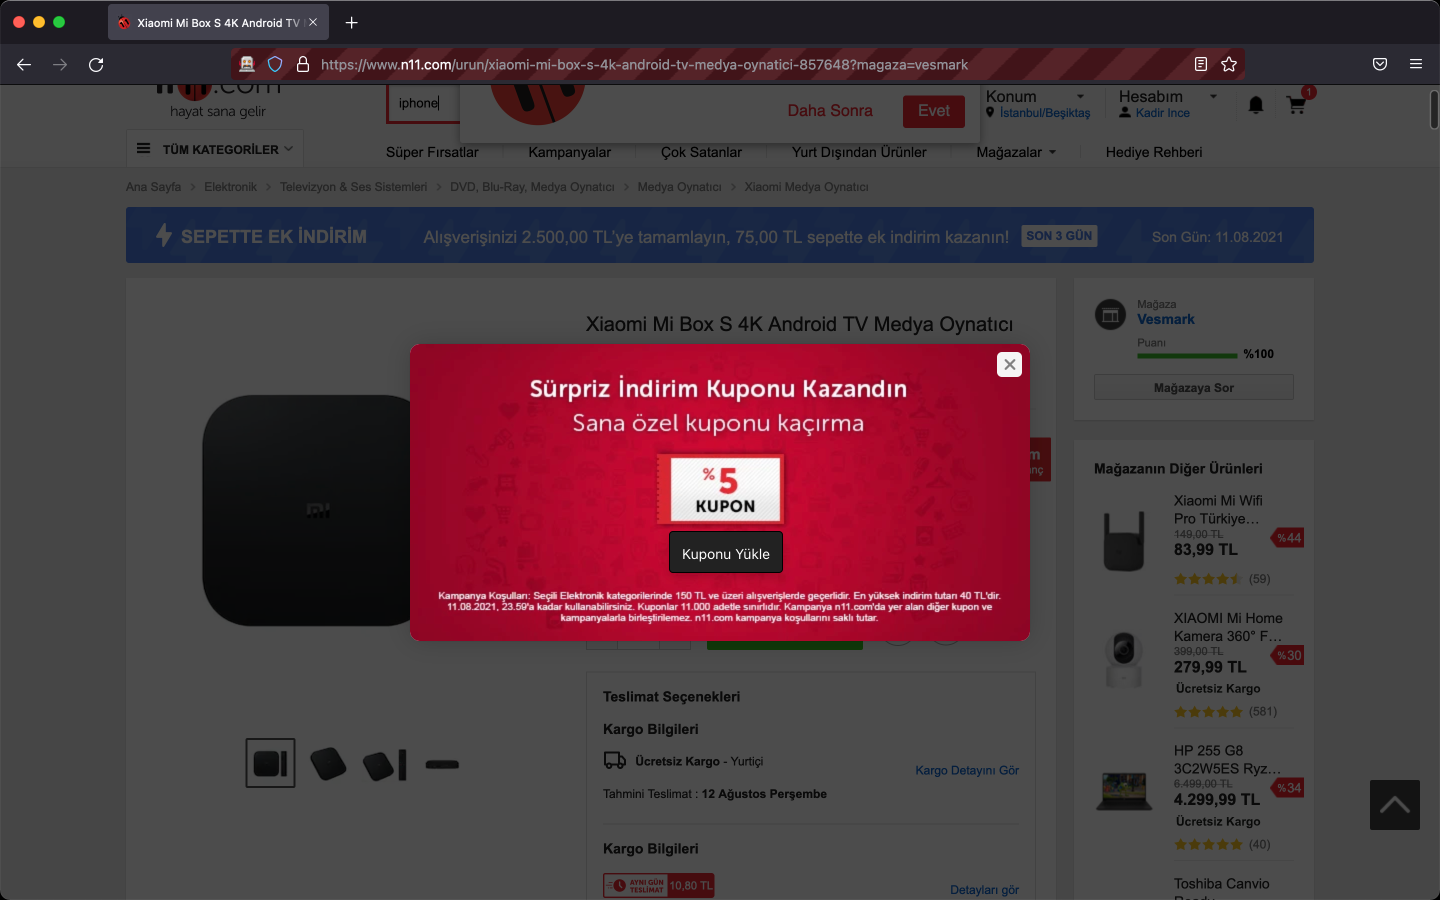 Xiaomi Mi Box S 4K Android TV
https://www.n11.com/urun/xiaomi-mi-box-s-4k-android-tv-medya-oynatici-857648?magaza=vesmark
hayat sana gelir
iphone
Daha Sonra
Evet
Konum
İstanbul/Beşiktaş
Hesabım
Kadir Ince
1
TÜM KATEGORİLER
Süper Fırsatlar
Kampanyalar
Çok Satanlar
Yurt Dışından Ürünler
Mağazalar
Hediye Rehberi
Ana Sayfa > Elektronik > Televizyon & Ses Sistemleri > DVD, Blu-Ray, Medya Oynatıcı > Medya Oynatıcı > Xiaomi Medya Oynatıcı
SEPETTE EK İNDİRİM
Alışverişinizi 2.500,00 TL'ye tamamlayın, 75,00 TL sepette ek indirim kazanın!
SON 3 GÜN
Son Gün: 11.08.2021
Xiaomi Mi Box S 4K Android TV Medya Oynatıcı
Sürpriz İndirim Kuponu Kazandın
Sana özel kuponu kaçırma
%5
KUPON
Kuponu Yükle
Kampanya Koşulları: Seçili Elektronik kategorilerinde 150 TL ve üzeri alışverişlerde geçerlidir. En yüksek indirim tutarı 40 TL'dir.
11.08.2021, 23.59'a kadar kullanabilirsiniz. Kuponlar 11.000 adetle sınırlıdır. Kampanya n11.com'da yer alan diğer kupon ve
kampanyalarla birleştirilemez. n11.com kampanya koşullarını saklı tutar.
Teslimat Seçenekleri
Kargo Bilgileri
Ücretsiz Kargo - Yurtiçi
Kargo Detayını Gör
Tahmini Teslimat : 12 Ağustos Perşembe
Kargo Bilgileri
AYNI GÜN
TESLİMAT
10,80 TL
Detayları gör
Mağaza
Vesmark
Puanı
%100
Mağazaya Sor
Mağazanın Diğer Ürünleri
Xiaomi Mi Wifi
Pro Türkiye...
149,00 TL
83,99 TL
%44
(59)
XIAOMI Mi Home
Kamera 360° F...
399,00 TL
279,99 TL
%30
Ücretsiz Kargo
(581)
HP 255 G8
3C2W5ES Ryz...
6.499,00 TL
4.299,99 TL
%34
Ücretsiz Kargo
(40)
Toshiba Canvio